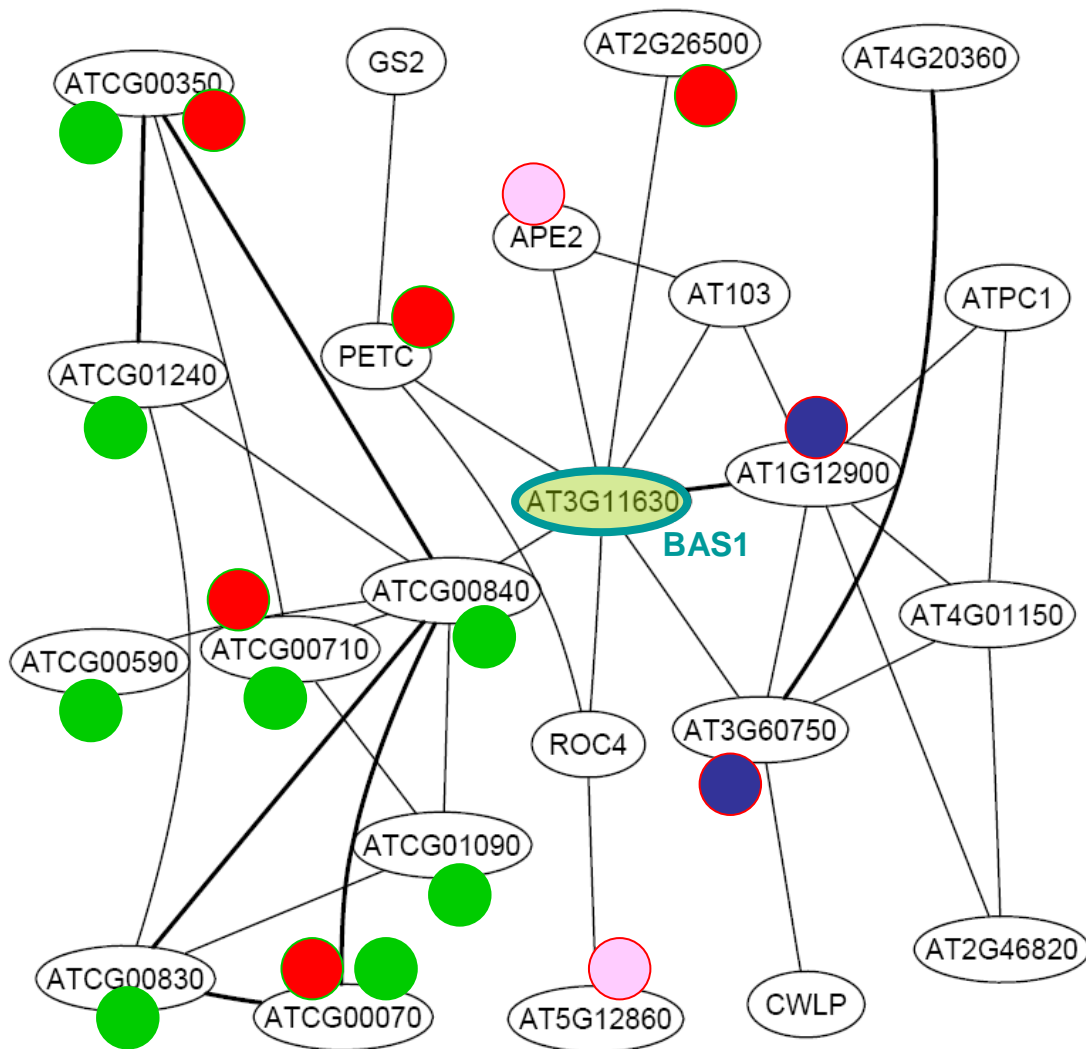 AT2G26500
AT4G20360
GS2
ATCG00350
APE2
AT103
ATPC1
PETC
ATCG01240
AT1G12900
AT3G11630
BAS1
ATCG00840
AT4G01150
ATCG00710
ATCG00590
AT3G60750
ROC4
ATCG01090
AT2G46820
ATCG00830
CWLP
ATCG00070
AT5G12860